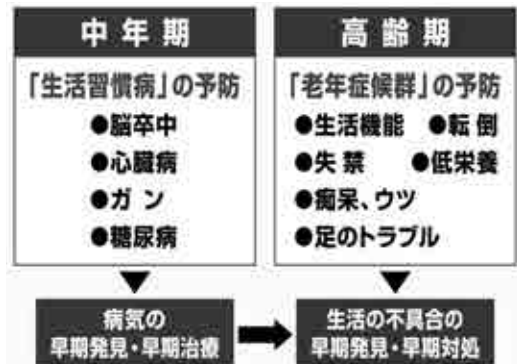 中年期
「生活習慣病」の予防
●脳卒中
●心臓病
●ガン
●糖尿病
病気の
早期発見・早期治療
高齢期
「老年症候群」の予防
●生活機能 ●転倒
●失禁 ●低栄養
●痴呆、ウツ
●足のトラブル
生活の不具合の
早期発見・早期対処